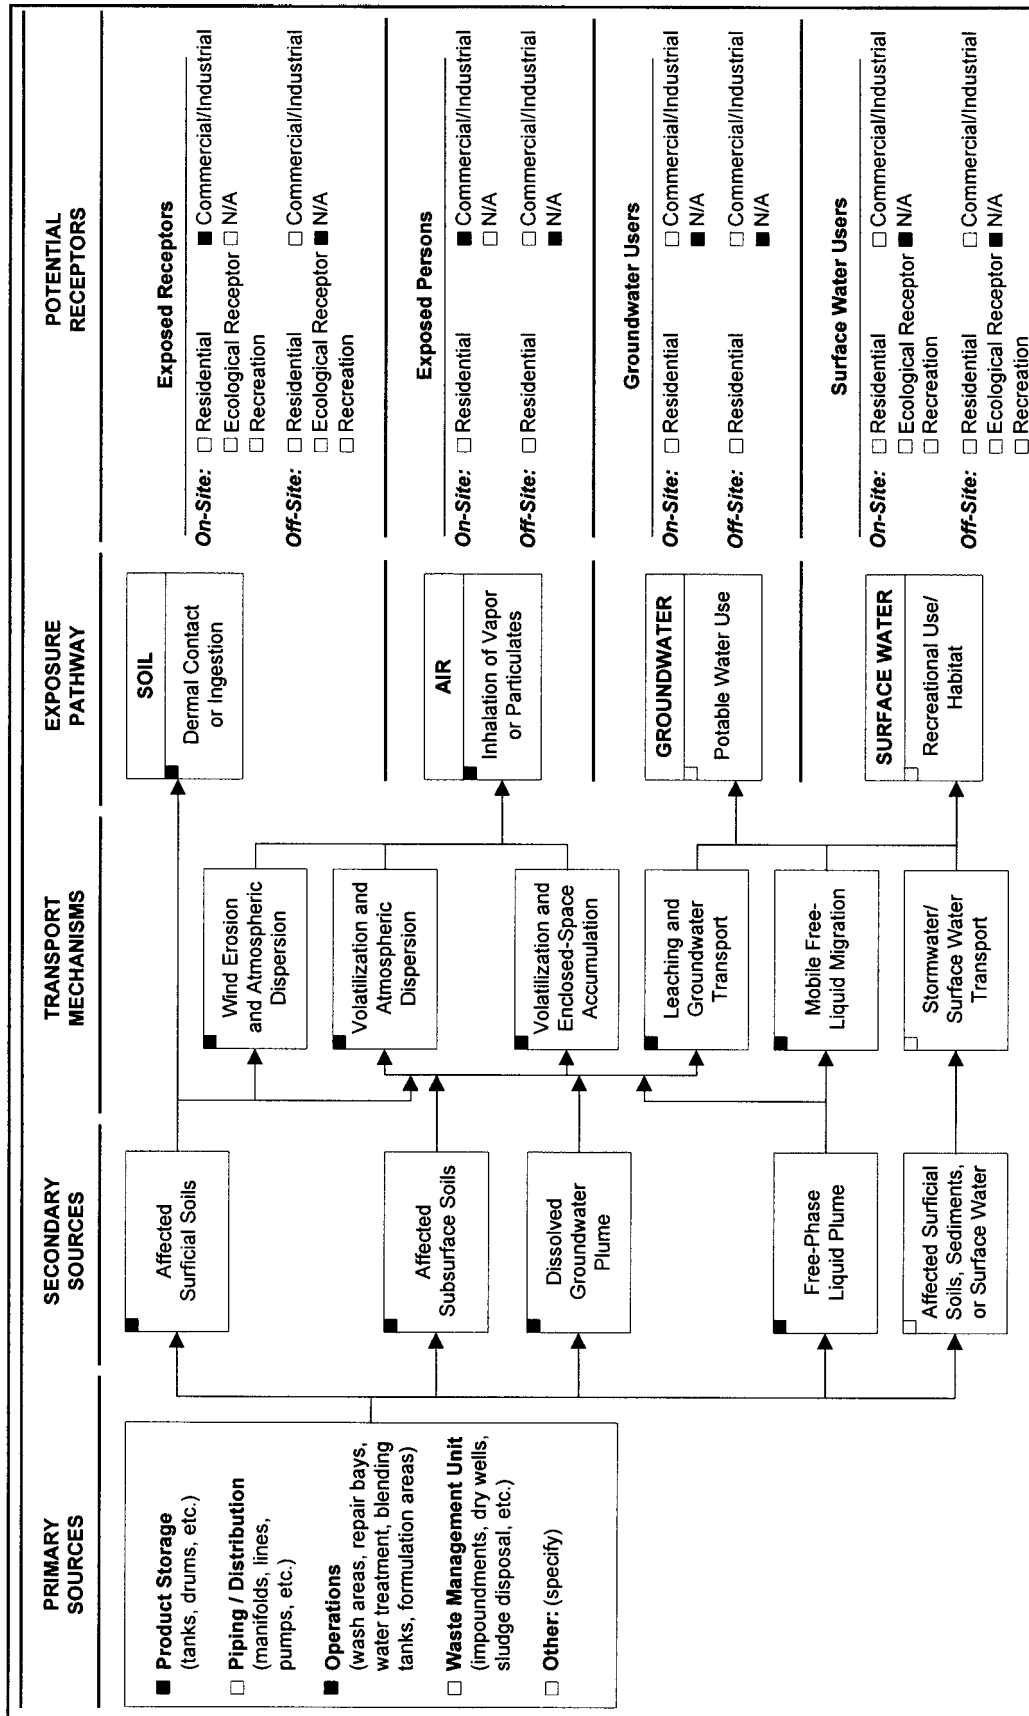 PRIMARY
SOURCES
SECONDARY
SOURCES
TRANSPORT
MECHANISMS
EXPOSURE
PATHWAY
POTENTIAL
RECEPTORS
■ Product Storage
(tanks, drums, etc.)
□ Piping / Distribution
(manifolds, lines,
pumps, etc.)
■ Operations
(wash areas, repair bays,
water treatment, blending
tanks, formulation areas)
□ Waste Management Unit
(impoundments, dry wells,
sludge disposal, etc.)
□ Other: (specify)
Affected
Surficial Soils
Affected
Subsurface Soils
Dissolved
Groundwater
Plume
Free-Phase
Liquid Plume
Affected Surficial
Soils, Sediments,
or Surface Water
Wind Erosion
and Atmospheric
Dispersion
Volatilization and
Atmospheric
Dispersion
Volatilization and
Enclosed-Space
Accumulation
Leaching and
Groundwater
Transport
Mobile Free-
Liquid Migration
Stormwater/
Surface Water
Transport
SOIL
Dermal Contact
or Ingestion
AIR
Inhalation of Vapor
or Particulates
GROUNDWATER
Potable Water Use
SURFACE WATER
Recreational Use/
Habitat
Exposed Receptors
On-Site: □ Residential ■ Commercial/Industrial
□ Ecological Receptor □ N/A
□ Recreation
Off-Site: □ Residential □ Commercial/Industrial
□ Ecological Receptor ■ N/A
□ Recreation
Exposed Persons
On-Site: □ Residential ■ Commercial/Industrial
□ N/A
Off-Site: □ Residential □ Commercial/Industrial
■ N/A
Groundwater Users
On-Site: □ Residential □ Commercial/Industrial
■ N/A
Off-Site: □ Residential □ Commercial/Industrial
■ N/A
Surface Water Users
On-Site: □ Residential □ Commercial/Industrial
□ Ecological Receptor ■ N/A
□ Recreation
Off-Site: □ Residential □ Commercial/Industrial
□ Ecological Receptor ■ N/A
□ Recreation